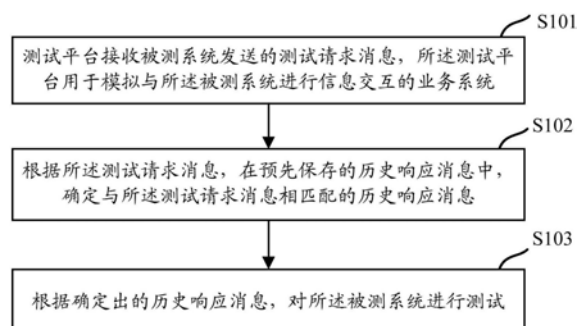 S101
测试平台接收被测系统发送的测试请求消息，所述测试平
台用于模拟与所述被测系统进行信息交互的业务系统
S102
根据所述测试请求消息，在预先保存的历史响应消息中，
确定与所述测试请求消息相匹配的历史响应消息
S103
根据确定出的历史响应消息，对所述被测系统进行测试